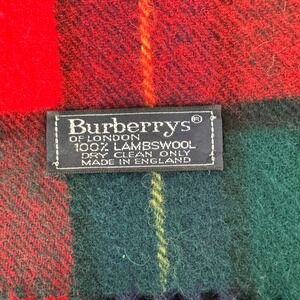 Burberrys®
OF LONDON
100% LAMBSWOOL
DRY CLEAN ONLY
MADE IN ENGLAND